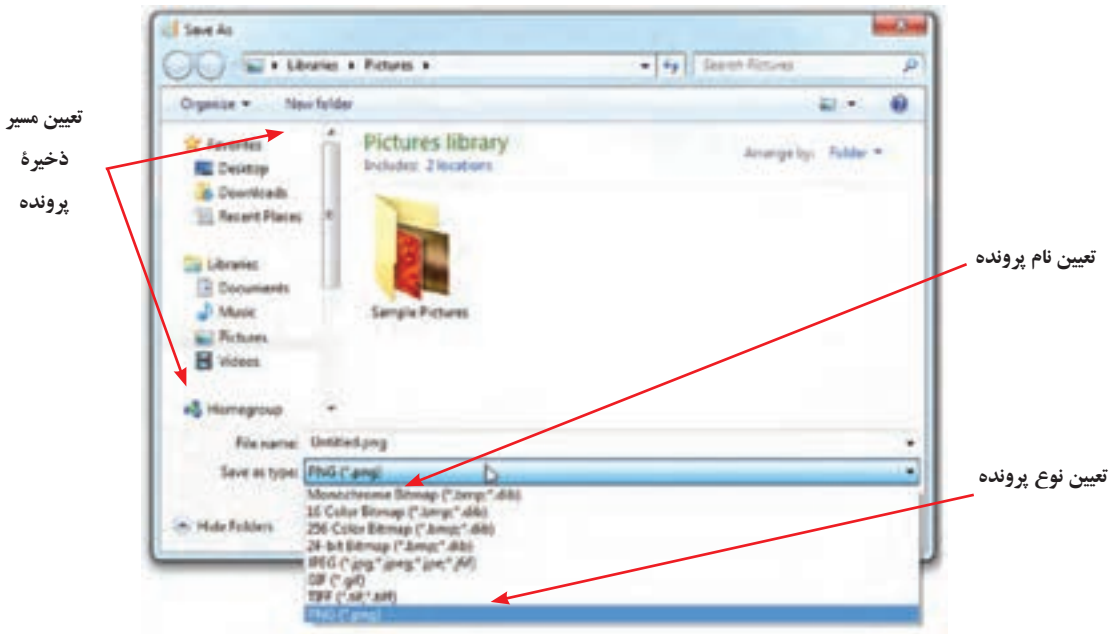 Save As
Libraries ▸ Pictures ▸
Search Pictures
Organize
New folder
تعیین مسیر
ذخیرۀ
پرونده
Favorites
Desktop
Downloads
Recent Places
Libraries
Documents
Music
Pictures
Videos
Homegroup
Pictures library
Includes: 2 locations
Arrange by: Folder
Sample Pictures
تعیین نام پرونده
File name: Untitled.png
Save as type: PNG (*.png)
تعیین نوع پرونده
Monochrome Bitmap (*.bmp;*.dib)
16 Color Bitmap (*.bmp;*.dib)
256 Color Bitmap (*.bmp;*.dib)
24-bit Bitmap (*.bmp;*.dib)
JPEG (*.jpg;*.jpeg;*.jpe;*.jfif)
GIF (*.gif)
TIFF (*.tif;*.tiff)
PNG (*.png)
Hide Folders